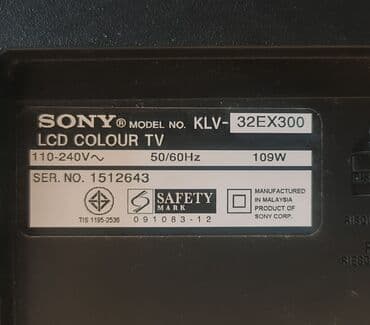 SONY® MODEL NO. KLV-32EX300
LCD COLOUR TV
110-240V~ 50/60Hz 109W
SER. NO. 1512643
SAFETY
MARK
TIS 1195-2536
091083-12
MANUFACTURED
IN MALAYSIA
PRODUCT OF
SONY CORP.